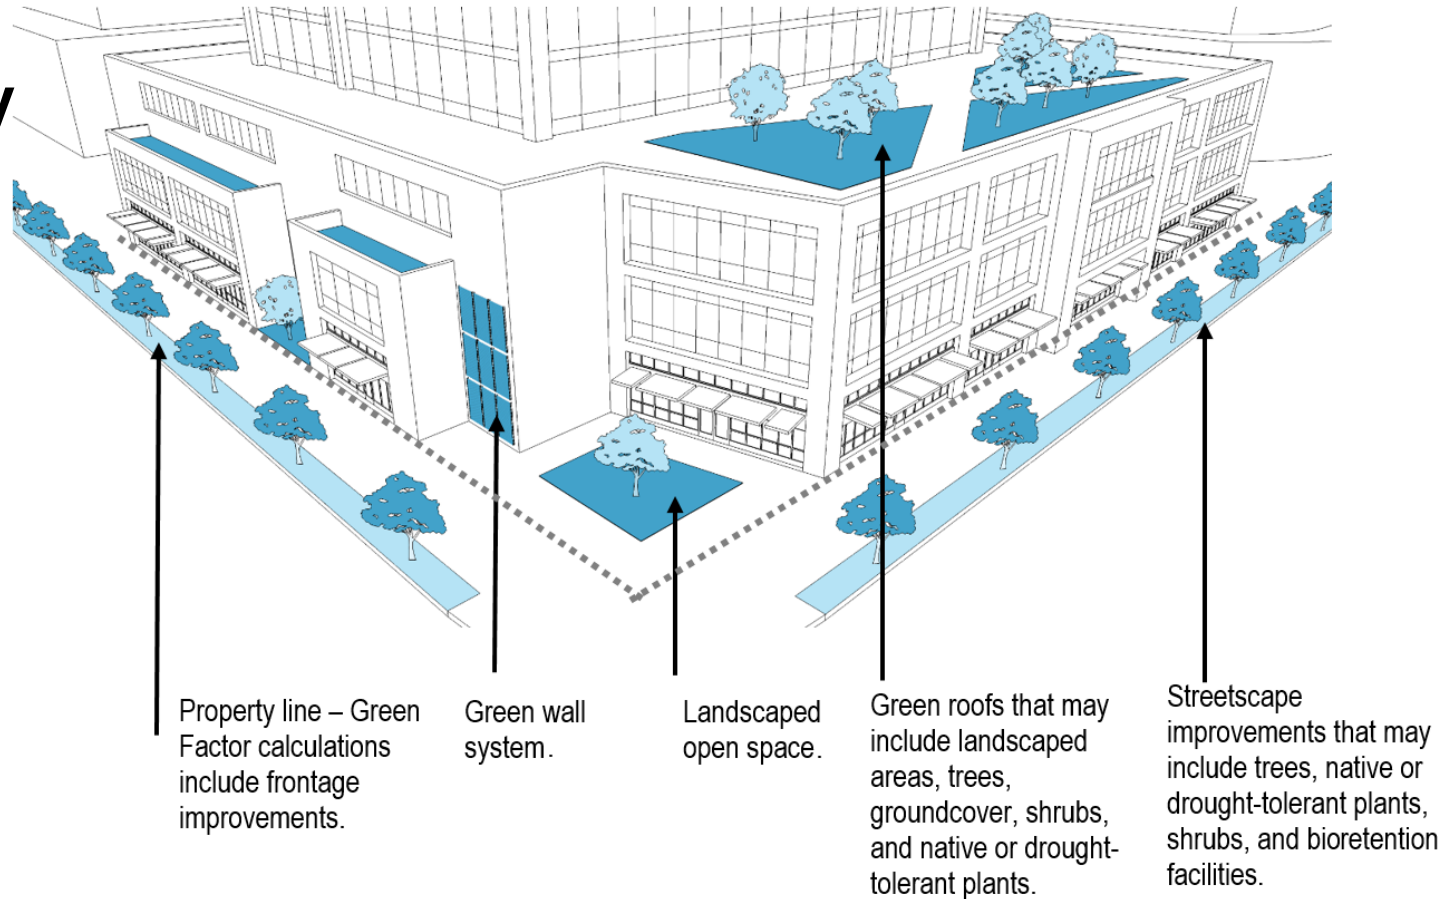 y
Property line – Green
Factor calculations
include frontage
improvements.
Green wall
system.
Landscaped
open space.
Green roofs that may
include landscaped
areas, trees,
groundcover, shrubs,
and native or drought-
tolerant plants.
Streetscape
improvements that may
include trees, native or
drought-tolerant plants,
shrubs, and bioretention
facilities.